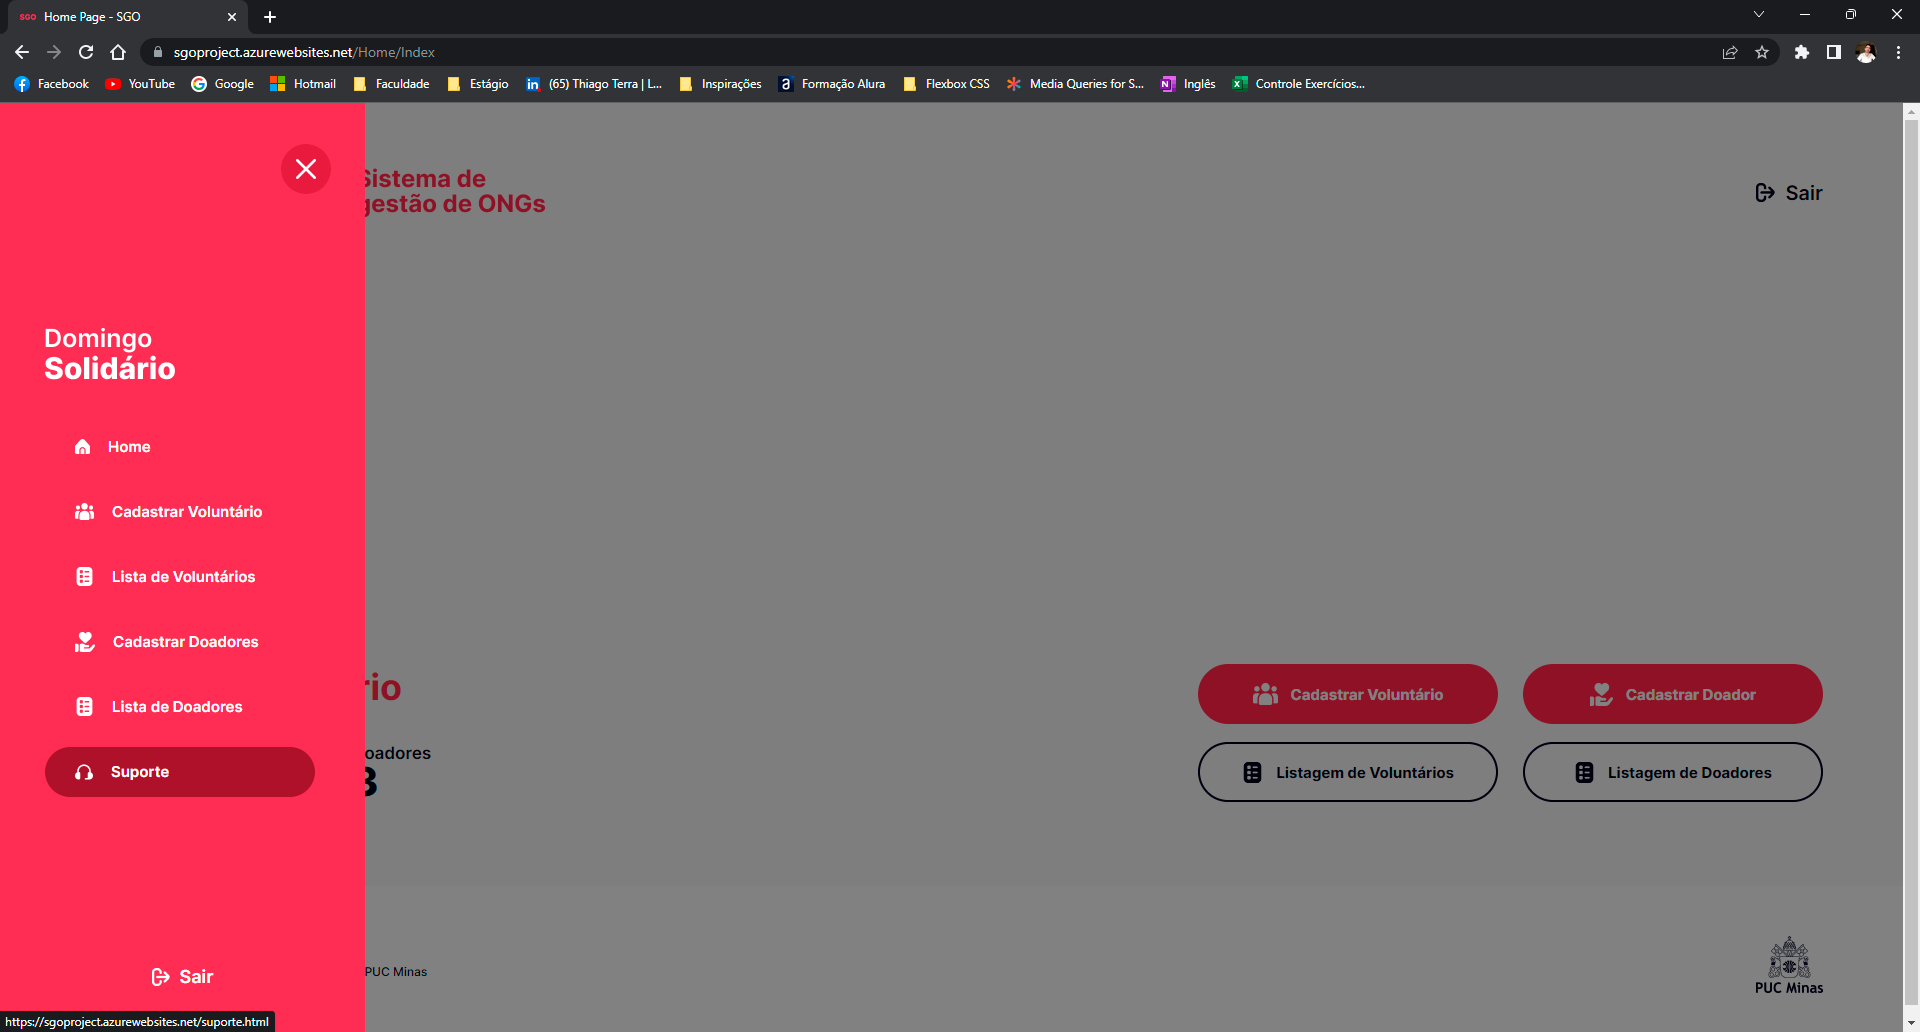 SGO Home Page - SGO
sgoproject.azurewebsites.net/Home/Index
Facebook YouTube Google Hotmail Faculdade Estágio (65) Thiago Terra | L... Inspirações Formação Alura Flexbox CSS Media Queries for S... Inglês Controle Exercícios...
Sistema de
gestão de ONGs
Sair
Domingo
Solidário
Home
Cadastrar Voluntário
Lista de Voluntários
Cadastrar Doadores
Lista de Doadores
Suporte
Sair
rio
oadores
3
Cadastrar Voluntário
Cadastrar Doador
Listagem de Voluntários
Listagem de Doadores
PUC Minas
PUC Minas
https://sgoproject.azurewebsites.net/suporte.html